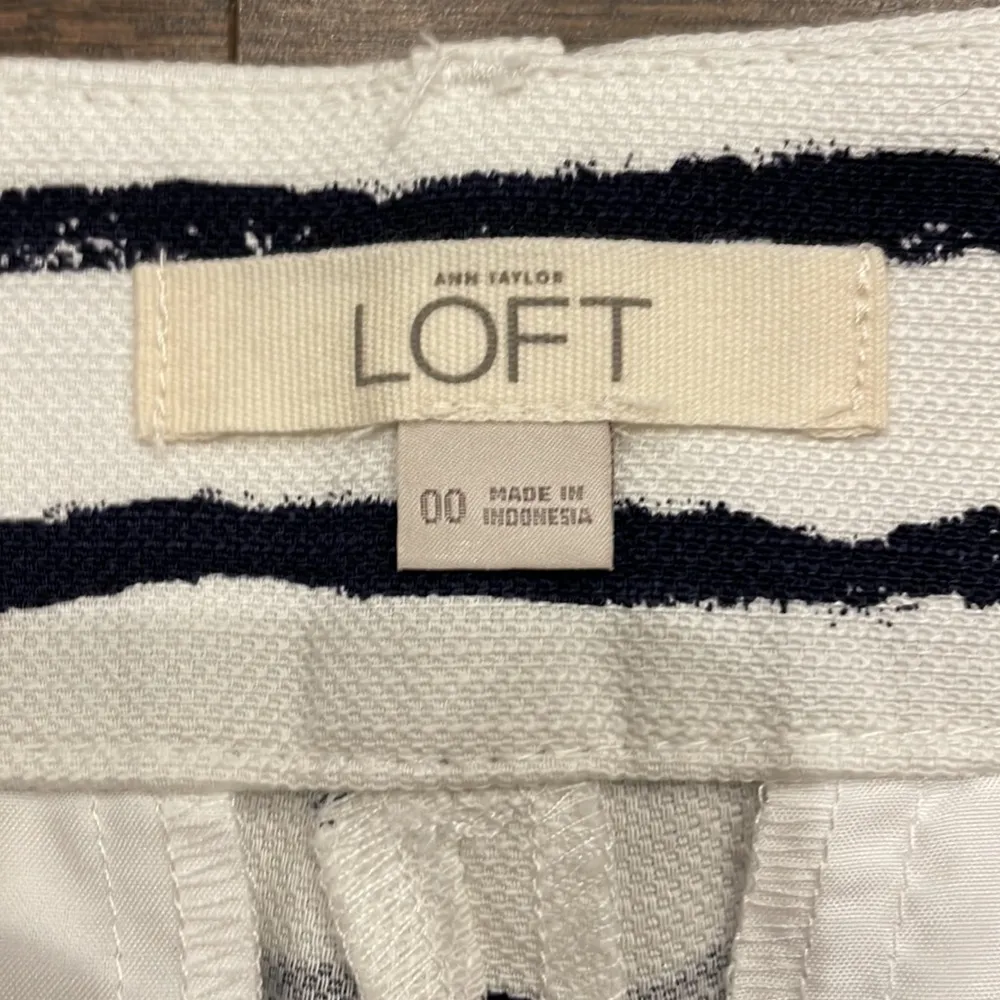 ANN TAYLOR
LOFT
00 MADE IN
INDONESIA